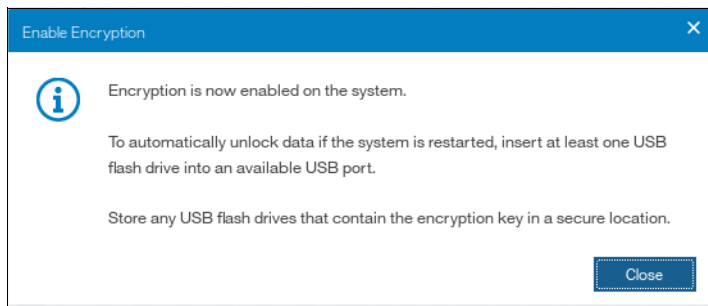 Enable Encryption
Encryption is now enabled on the system.
To automatically unlock data if the system is restarted, insert at least one USB
flash drive into an available USB port.
Store any USB flash drives that contain the encryption key in a secure location.
Close